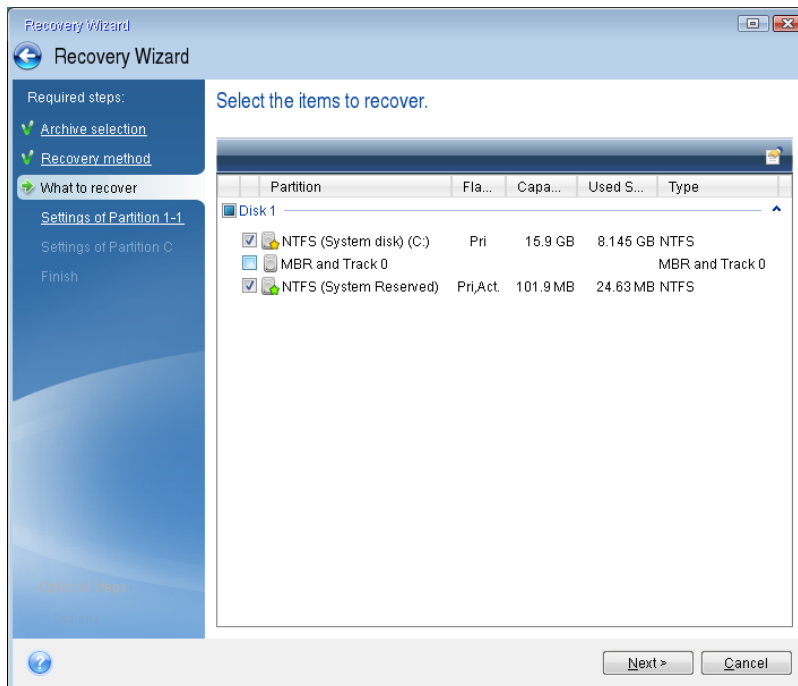 Recovery Wizard
Recovery Wizard
Required steps:
Archive selection
Recovery method
What to recover
Settings of Partition 1-1
Settings of Partition C
Finish
Select the items to recover.
Partition Fla... Capa... Used S... Type
Disk 1
NTFS (System disk) (C:) Pri 15.9 GB 8.145 GB NTFS
MBR and Track 0 MBR and Track 0
NTFS (System Reserved) Pri,Act. 101.9 MB 24.63 MB NTFS
Next >
Cancel